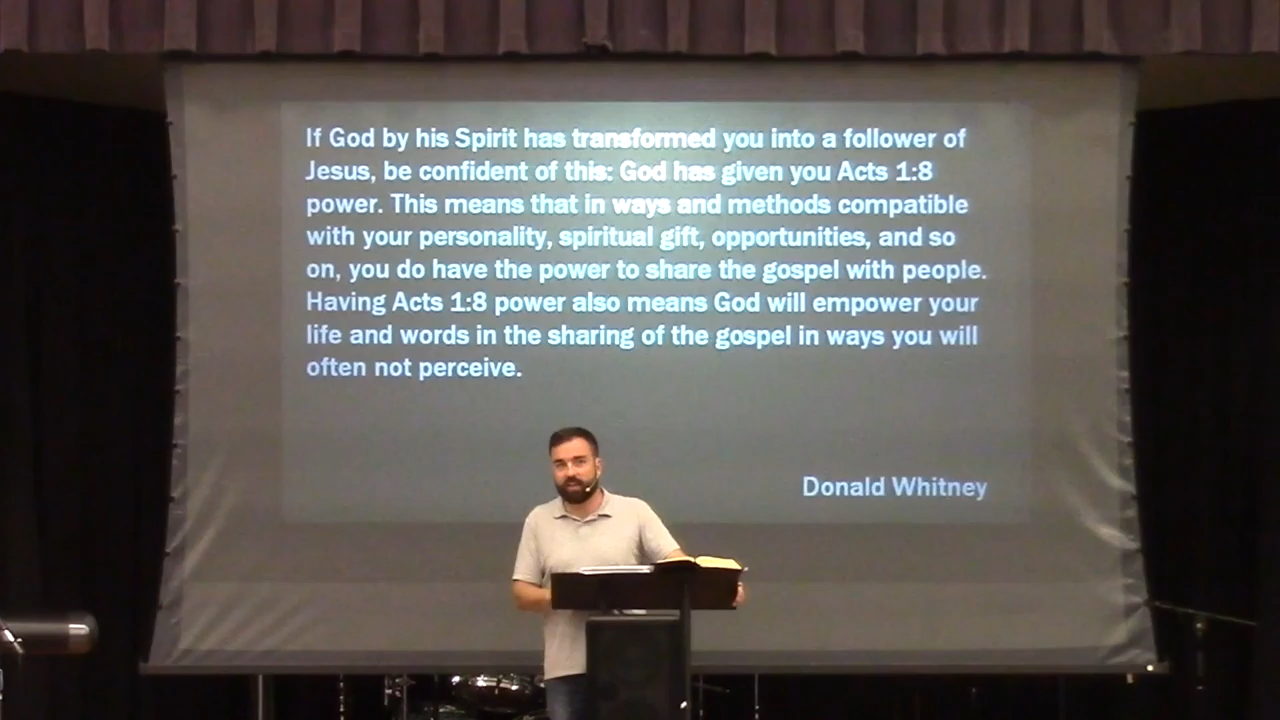 If God by his Spirit has transformed you into a follower of
Jesus, be confident of this: God has given you Acts 1:8
power. This means that in ways and methods compatible
with your personality, spiritual gift, opportunities, and so
on, you do have the power to share the gospel with people.
Having Acts 1:8 power also means God will empower your
life and words in the sharing of the gospel in ways you will
often not perceive.
Donald Whitney